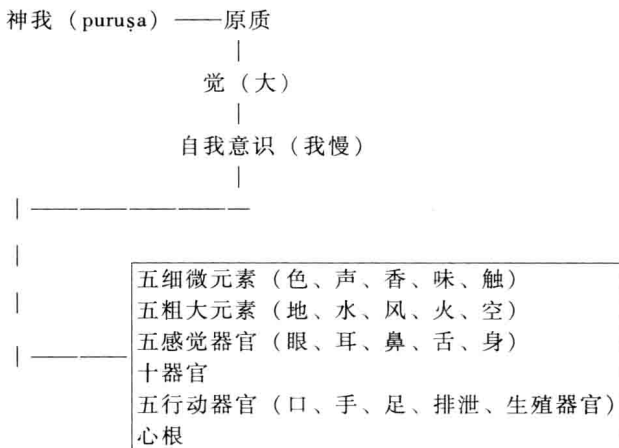 神我（puruṣa）——原质
觉（大）
自我意识（我慢）
五细微元素（色、声、香、味、触）
五粗大元素（地、水、风、火、空）
五感觉器官（眼、耳、鼻、舌、身）
十器官
五行动器官（口、手、足、排泄、生殖器官）
心根